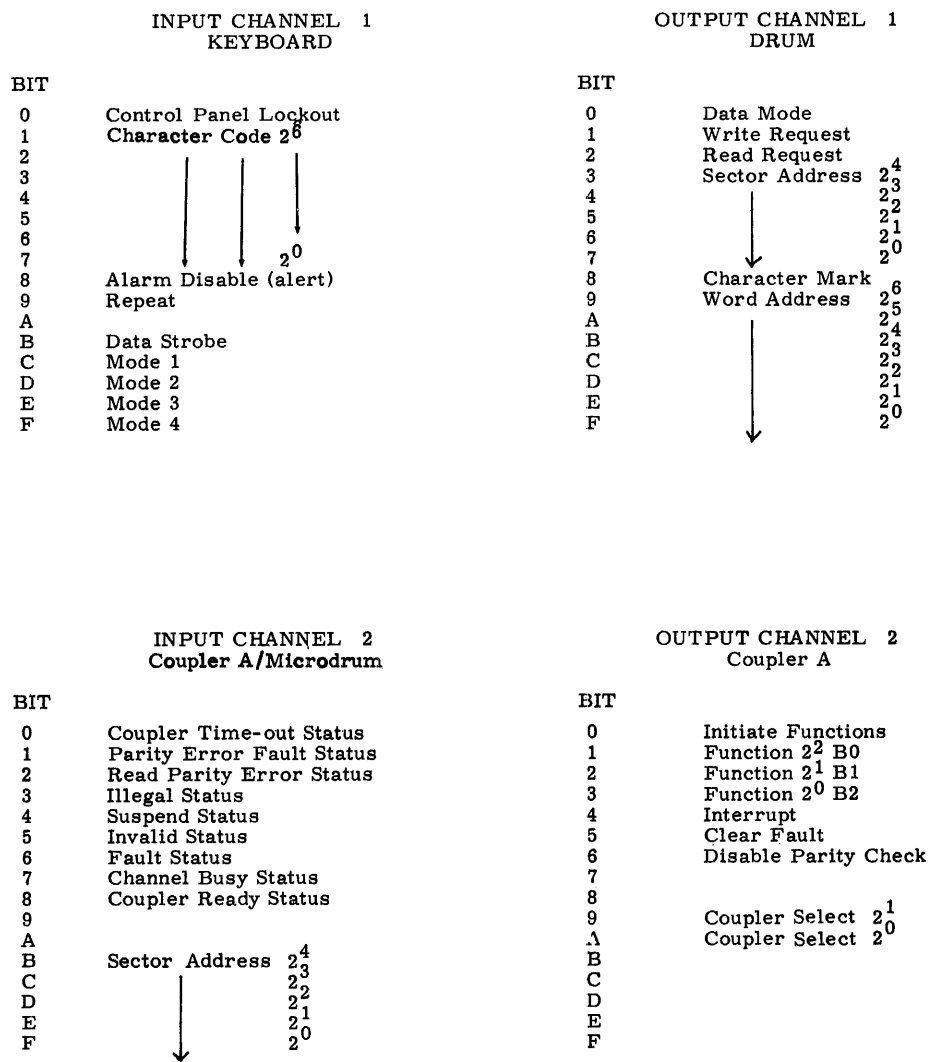 INPUT CHANNEL 1
KEYBOARD
BIT
0 Control Panel Lockout
1 Character Code 2^6
2
3
4
5
6
7 2^0
8 Alarm Disable (alert)
9 Repeat
A
B Data Strobe
C Mode 1
D Mode 2
E Mode 3
F Mode 4
OUTPUT CHANNEL 1
DRUM
BIT
0 Data Mode
1 Write Request
2 Read Request
3 Sector Address 2^4
4 2^3
5 2^2
6 2^1
7 2^0
8 Character Mark
9 Word Address 2^6
A 2^5
B 2^4
C 2^3
D 2^2
E 2^1
F 2^0
INPUT CHANNEL 2
Coupler A/Microdrum
BIT
0 Coupler Time-out Status
1 Parity Error Fault Status
2 Read Parity Error Status
3 Illegal Status
4 Suspend Status
5 Invalid Status
6 Fault Status
7 Channel Busy Status
8 Coupler Ready Status
9
A
B Sector Address 2^4
C 2^3
D 2^2
E 2^1
F 2^0
OUTPUT CHANNEL 2
Coupler A
BIT
0 Initiate Functions
1 Function 2^2 B0
2 Function 2^1 B1
3 Function 2^0 B2
4 Interrupt
5 Clear Fault
6 Disable Parity Check
7
8
9 Coupler Select 2^1
A Coupler Select 2^0
B
C
D
E
F